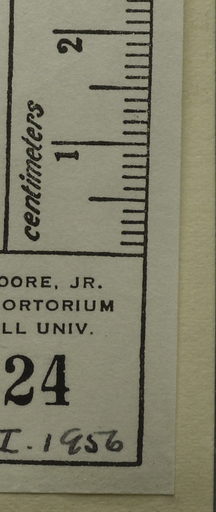 2
1
centimeters
OORE, JR.
ORTORIUM
LL UNIV.
24
I. 1956